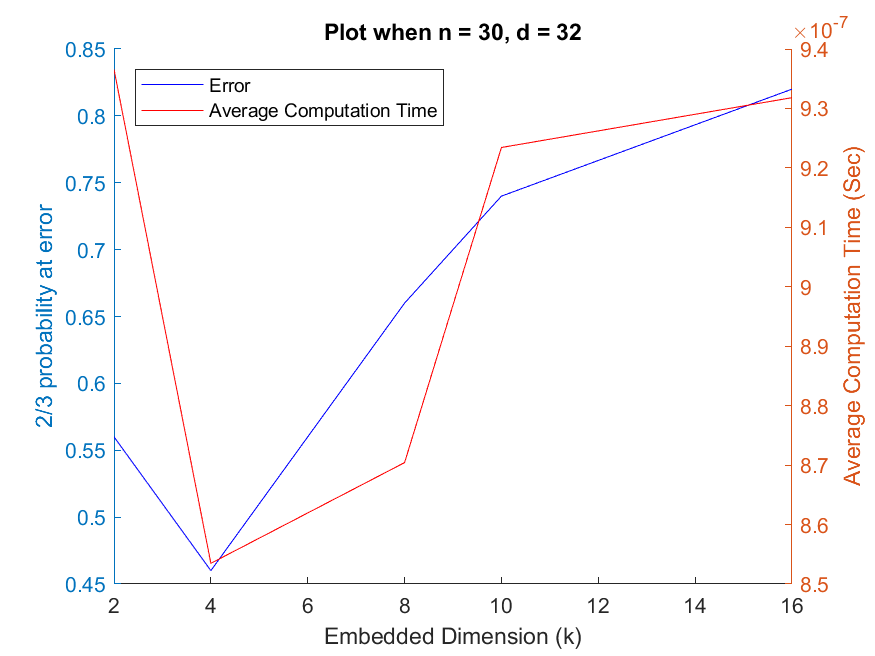 Plot when n = 30, d = 32
×10-7
Error
Average Computation Time
2/3 probability at error
0.85
0.8
0.75
0.7
0.65
0.6
0.55
0.5
0.45
9.4
9.3
9.2
9.1
9
8.9
8.8
8.7
8.6
8.5
Average Computation Time (Sec)
2 4 6 8 10 12 14 16
Embedded Dimension (k)